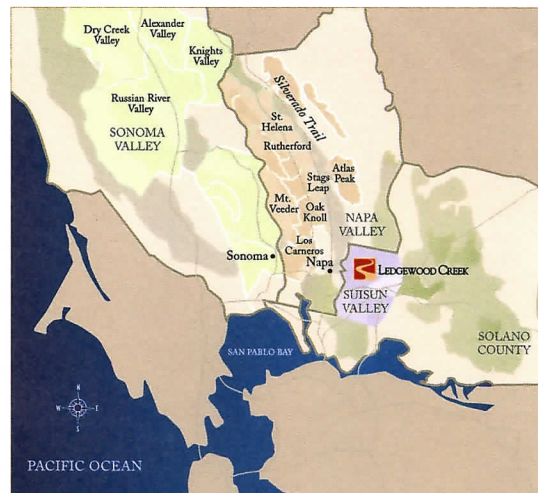 Dry Creek
Valley
Alexander
Valley
Knights
Valley
Russian River
Valley
SONOMA
VALLEY
Silverado Trail
St.
Helena
Rutherford
Stags
Leap
Atlas
Peak
Mt.
Veeder
Oak
Knoll
NAPA
VALLEY
Los
Carneros
Sonoma
Napa
LEDGEWOOD CREEK
SUISUN
VALLEY
SOLANO
COUNTY
SAN PABLO BAY
N
W
E
S
PACIFIC OCEAN